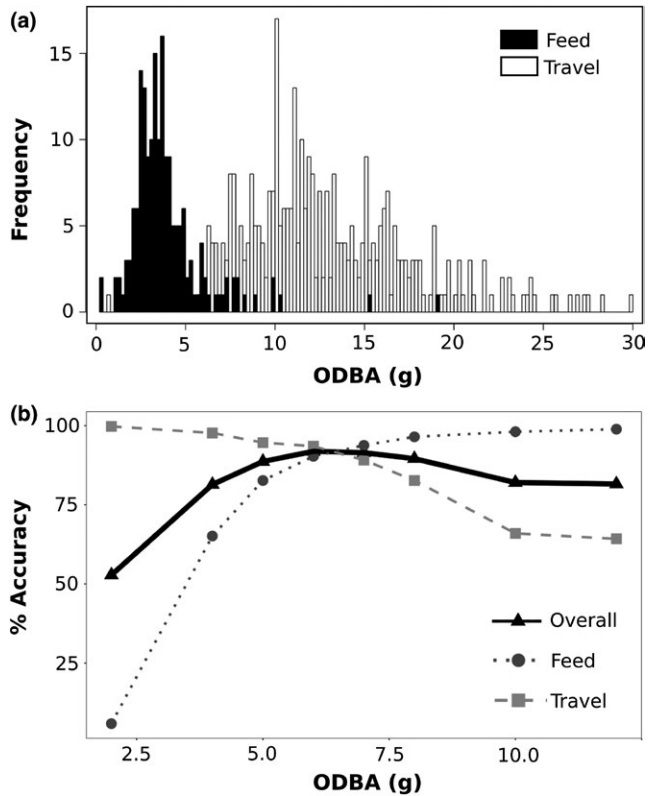 (a)
Feed
Travel
15
10
5
0
Frequency
0 5 10 15 20 25 30
ODBA (g)
(b)
100
75
50
25
% Accuracy
Overall
Feed
Travel
2.5 5.0 7.5 10.0
ODBA (g)